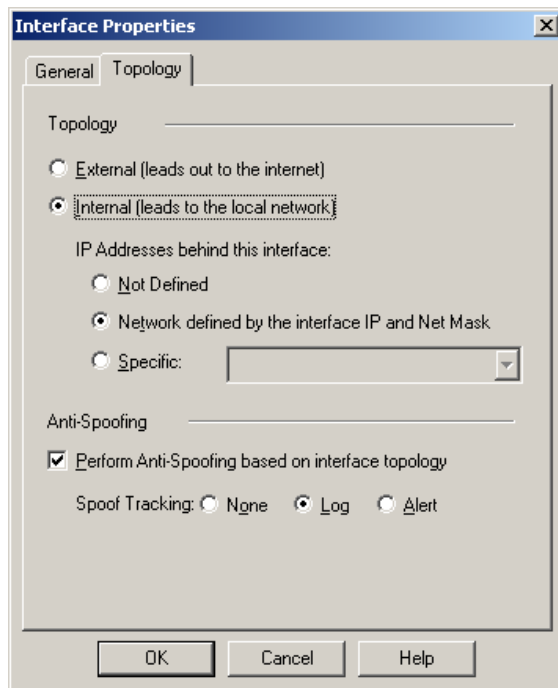 Interface Properties
General
Topology
Topology
External (leads out to the internet)
Internal (leads to the local network)
IP Addresses behind this interface:
Not Defined
Network defined by the interface IP and Net Mask
Specific:
Anti-Spoofing
Perform Anti-Spoofing based on interface topology
Spoof Tracking: None Log Alert
OK Cancel Help